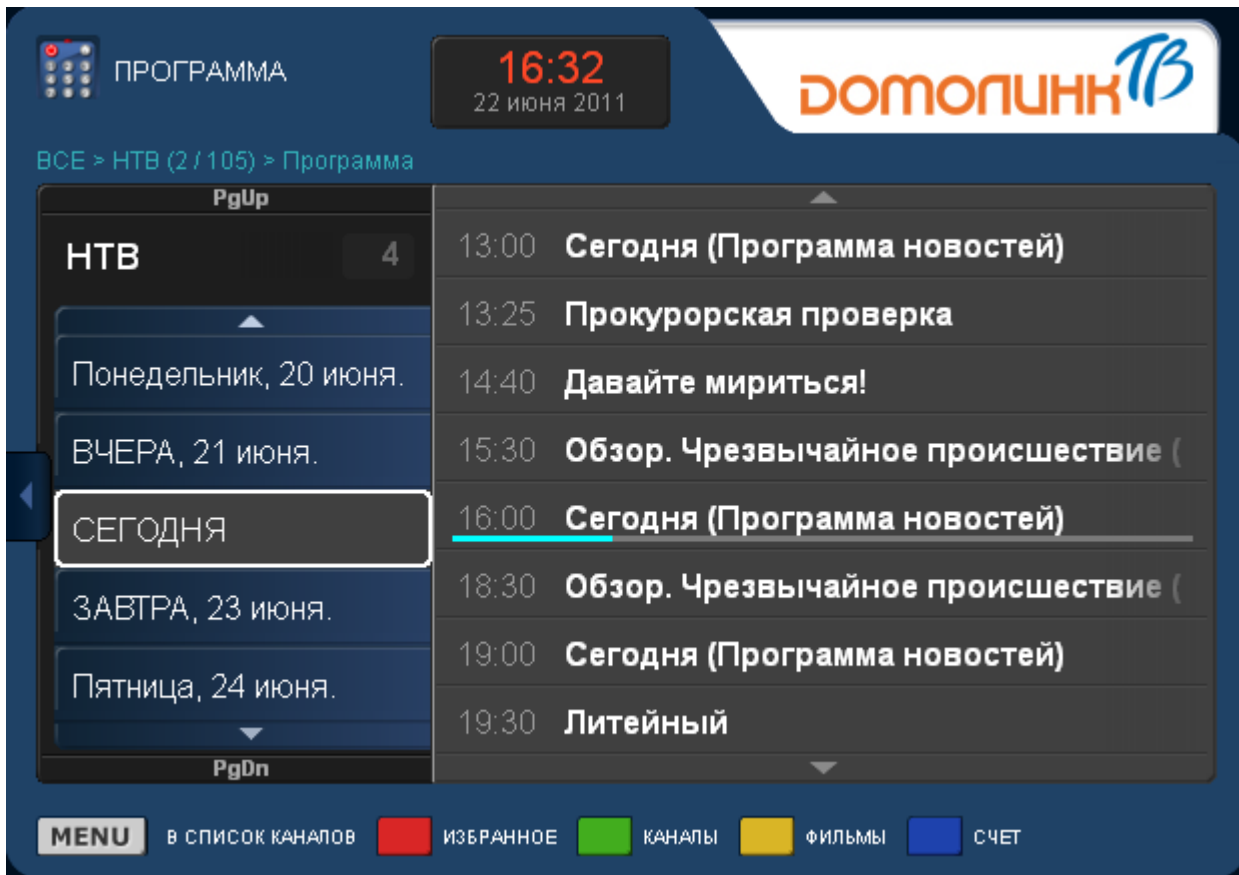 ПРОГРАММА
16:32
22 июня 2011
DOMOЛИНК ТВ
ВСЕ > НТВ (2 / 105) > Программа
PgUp
НТВ 4
Понедельник, 20 июня.
ВЧЕРА, 21 июня.
СЕГОДНЯ
ЗАВТРА, 23 июня.
Пятница, 24 июня.
PgDn
13:00 Сегодня (Программа новостей)
13:25 Прокурорская проверка
14:40 Давайте мириться!
15:30 Обзор. Чрезвычайное происшествие (
16:00 Сегодня (Программа новостей)
18:30 Обзор. Чрезвычайное происшествие (
19:00 Сегодня (Программа новостей)
19:30 Литейный
MENU В СПИСОК КАНАЛОВ ИЗБРАННОЕ КАНАЛЫ ФИЛЬМЫ СЧЕТ